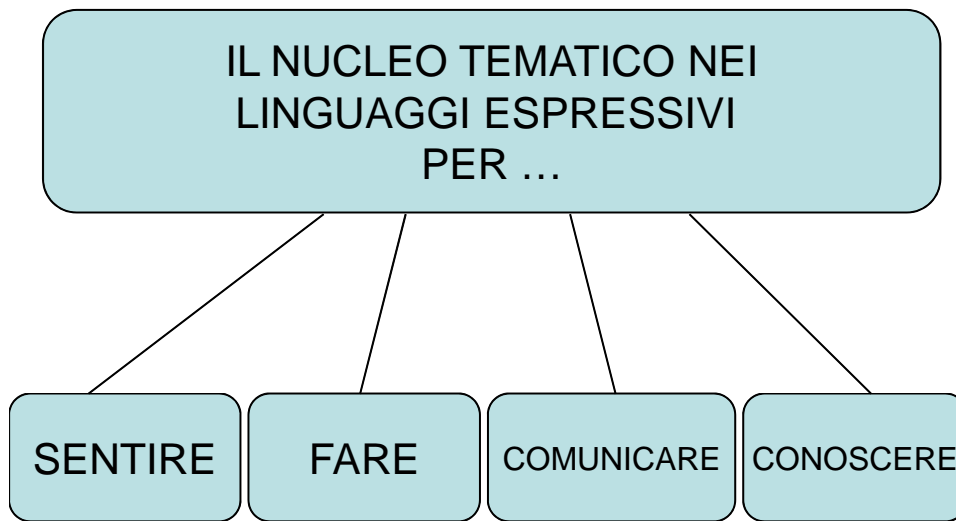 IL NUCLEO TEMATICO NEI
LINGUAGGI ESPRESSIVI
PER …
SENTIRE
FARE
COMUNICARE
CONOSCERE